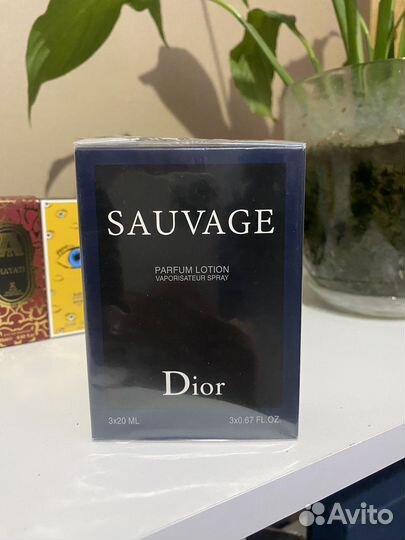 SAUVAGE
PARFUM LOTION
VAPORISATEUR SPRAY
Dior
3x20 ML 3x0.67 FL.OZ.
Avito